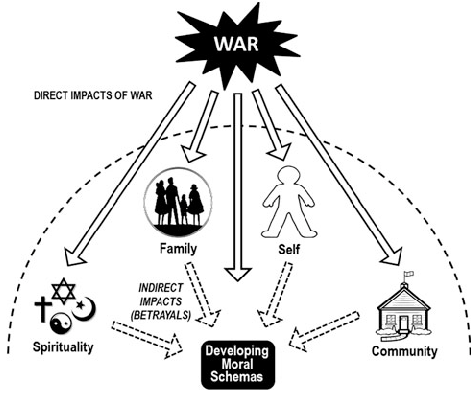 WAR
DIRECT IMPACTS OF WAR
Family
Self
INDIRECT
IMPACTS
(BETRAYALS)
Spirituality
Developing
Moral
Schemas
Community